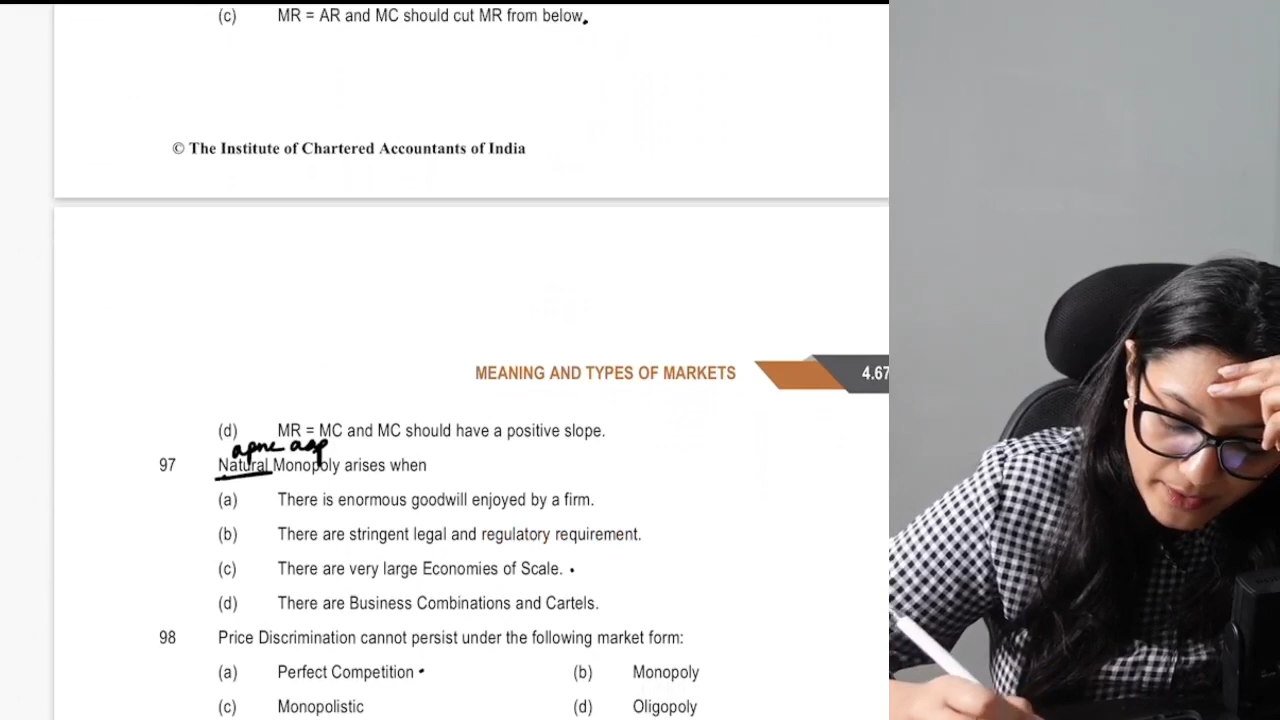 (c) MR = AR and MC should cut MR from below.
© The Institute of Chartered Accountants of India
MEANING AND TYPES OF MARKETS 4.67
(d) MR = MC and MC should have a positive slope.
apne aap
97 Natural Monopoly arises when
(a) There is enormous goodwill enjoyed by a firm.
(b) There are stringent legal and regulatory requirement.
(c) There are very large Economies of Scale.
(d) There are Business Combinations and Cartels.
98 Price Discrimination cannot persist under the following market form:
(a) Perfect Competition (b) Monopoly
(c) Monopolistic (d) Oligopoly